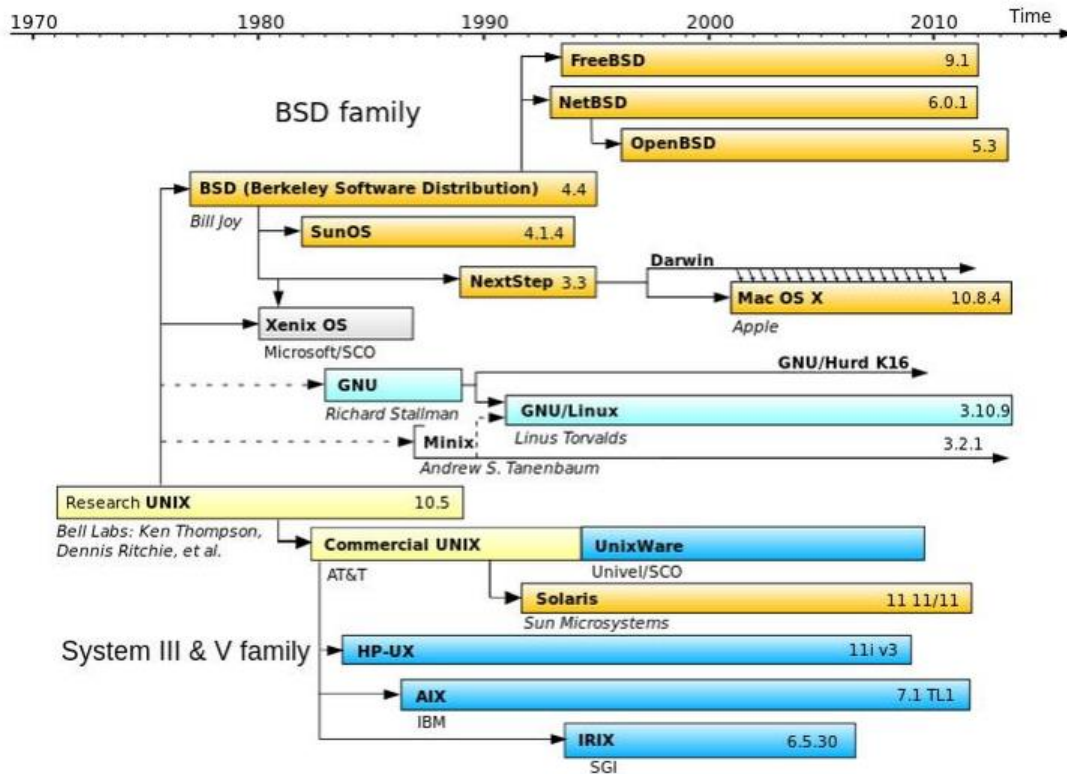 1970 1980 1990 2000 2010 Time
FreeBSD 9.1
BSD family
NetBSD 6.0.1
OpenBSD 5.3
BSD (Berkeley Software Distribution) 4.4
Bill Joy
SunOS 4.1.4
Darwin
NextStep 3.3
Mac OS X 10.8.4
Apple
Xenix OS
Microsoft/SCO
GNU/Hurd K16
GNU
Richard Stallman
GNU/Linux 3.10.9
Linus Torvalds
Minix 3.2.1
Andrew S. Tanenbaum
Research UNIX 10.5
Bell Labs: Ken Thompson,
Dennis Ritchie, et al.
Commercial UNIX
UnixWare
AT&T
Univel/SCO
Solaris 11 11/11
Sun Microsystems
System III & V family
HP-UX 11i v3
AIX 7.1 TL1
IBM
IRIX 6.5.30
SGI